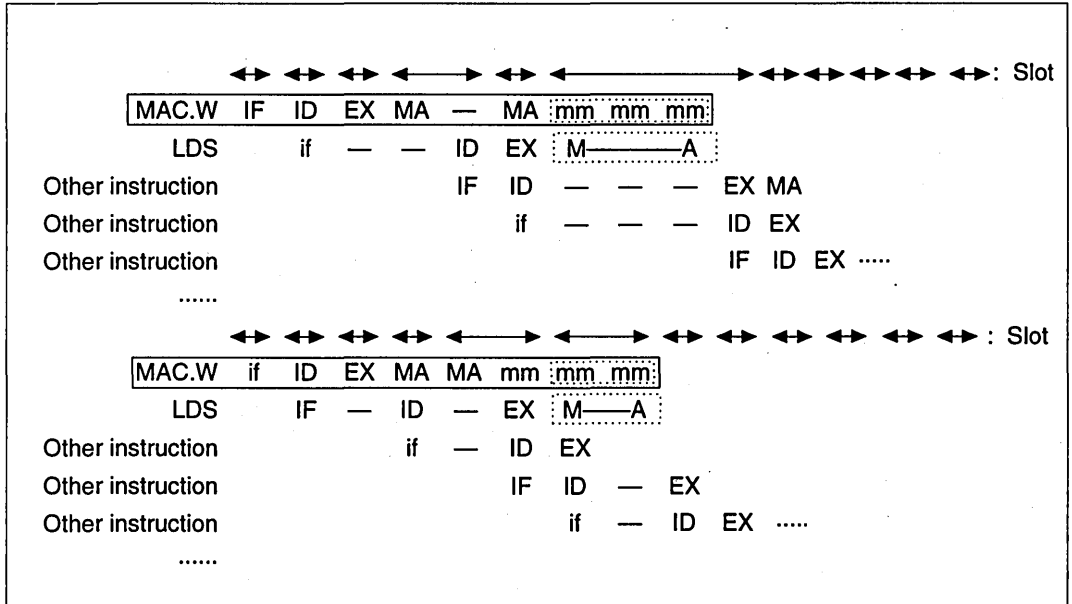 : Slot
MAC.W IF ID EX MA — MA mm mm mm
LDS if — — ID EX M———A
Other instruction IF ID — — — EX MA
Other instruction if — — — ID EX
Other instruction IF ID EX .....
......
: Slot
MAC.W if ID EX MA MA mm mm mm
LDS IF — ID — EX M——A
Other instruction if — ID EX
Other instruction IF ID — EX
Other instruction if — ID EX .....
......